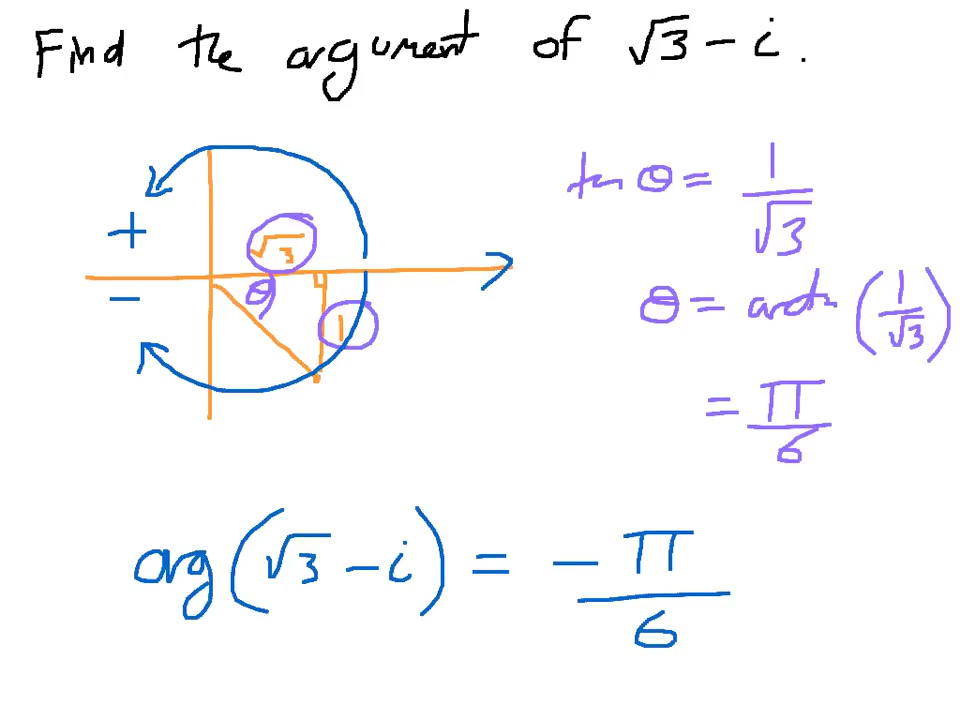 Find the argument of √3 - i.
+
-
√3
θ
1
tan θ = 1/√3
θ = arctan (1/√3)
= π/6
arg(√3 - i) = - π/6